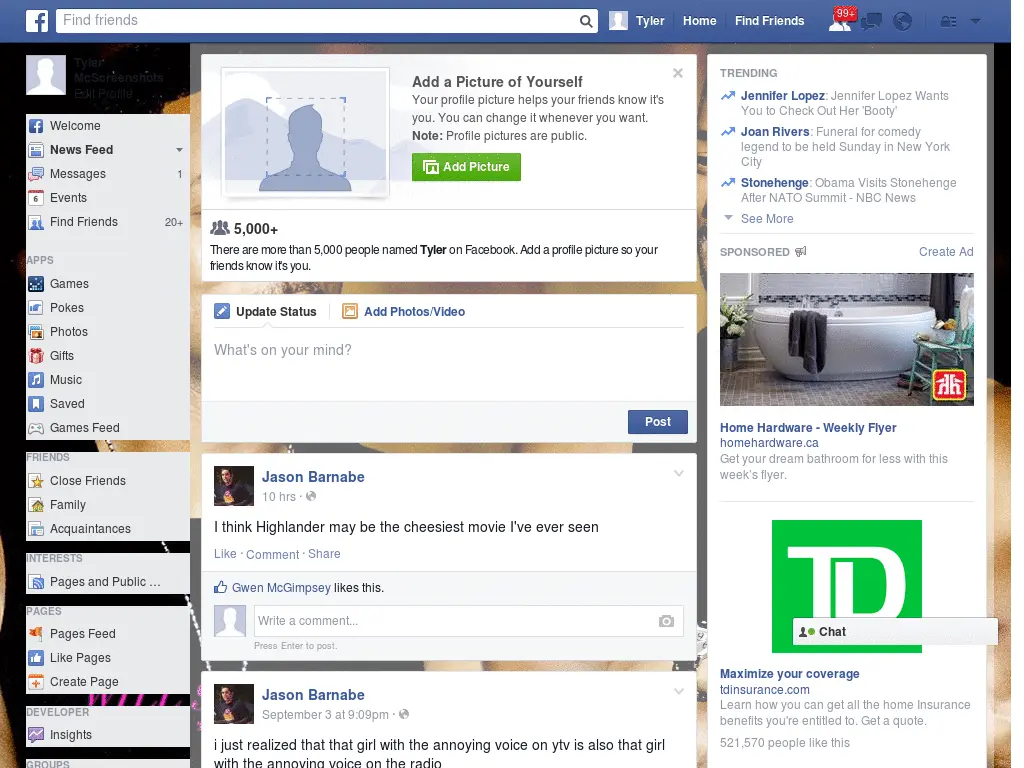 Find friends
Tyler
Home
Find Friends
99+
Tyler
McScreenshots
Edit Profile
Welcome
News Feed
Messages 1
Events
Find Friends 20+
APPS
Games
Pokes
Photos
Gifts
Music
Saved
Games Feed
FRIENDS
Close Friends
Family
Acquaintances
INTERESTS
Pages and Public ...
PAGES
Pages Feed
Like Pages
Create Page
DEVELOPER
Insights
GROUPS
Add a Picture of Yourself
Your profile picture helps your friends know it's
you. You can change it whenever you want.
Note: Profile pictures are public.
Add Picture
5,000+
There are more than 5,000 people named Tyler on Facebook. Add a profile picture so your
friends know it's you.
Update Status
Add Photos/Video
What's on your mind?
Post
Jason Barnabe
10 hrs ·
I think Highlander may be the cheesiest movie I've ever seen
Like · Comment · Share
Gwen McGimpsey likes this.
Write a comment...
Press Enter to post.
Jason Barnabe
September 3 at 9:09pm ·
i just realized that that girl with the annoying voice on ytv is also that girl
with the annoying voice on the radio
TRENDING
Jennifer Lopez: Jennifer Lopez Wants
You to Check Out Her 'Booty'
Joan Rivers: Funeral for comedy
legend to be held Sunday in New York
City
Stonehenge: Obama Visits Stonehenge
After NATO Summit - NBC News
See More
SPONSORED
Create Ad
Home Hardware - Weekly Flyer
homehardware.ca
Get your dream bathroom for less with this
week's flyer.
TD
Chat
Maximize your coverage
tdinsurance.com
Learn how you can get all the home Insurance
benefits you're entitled to. Get a quote.
521,570 people like this